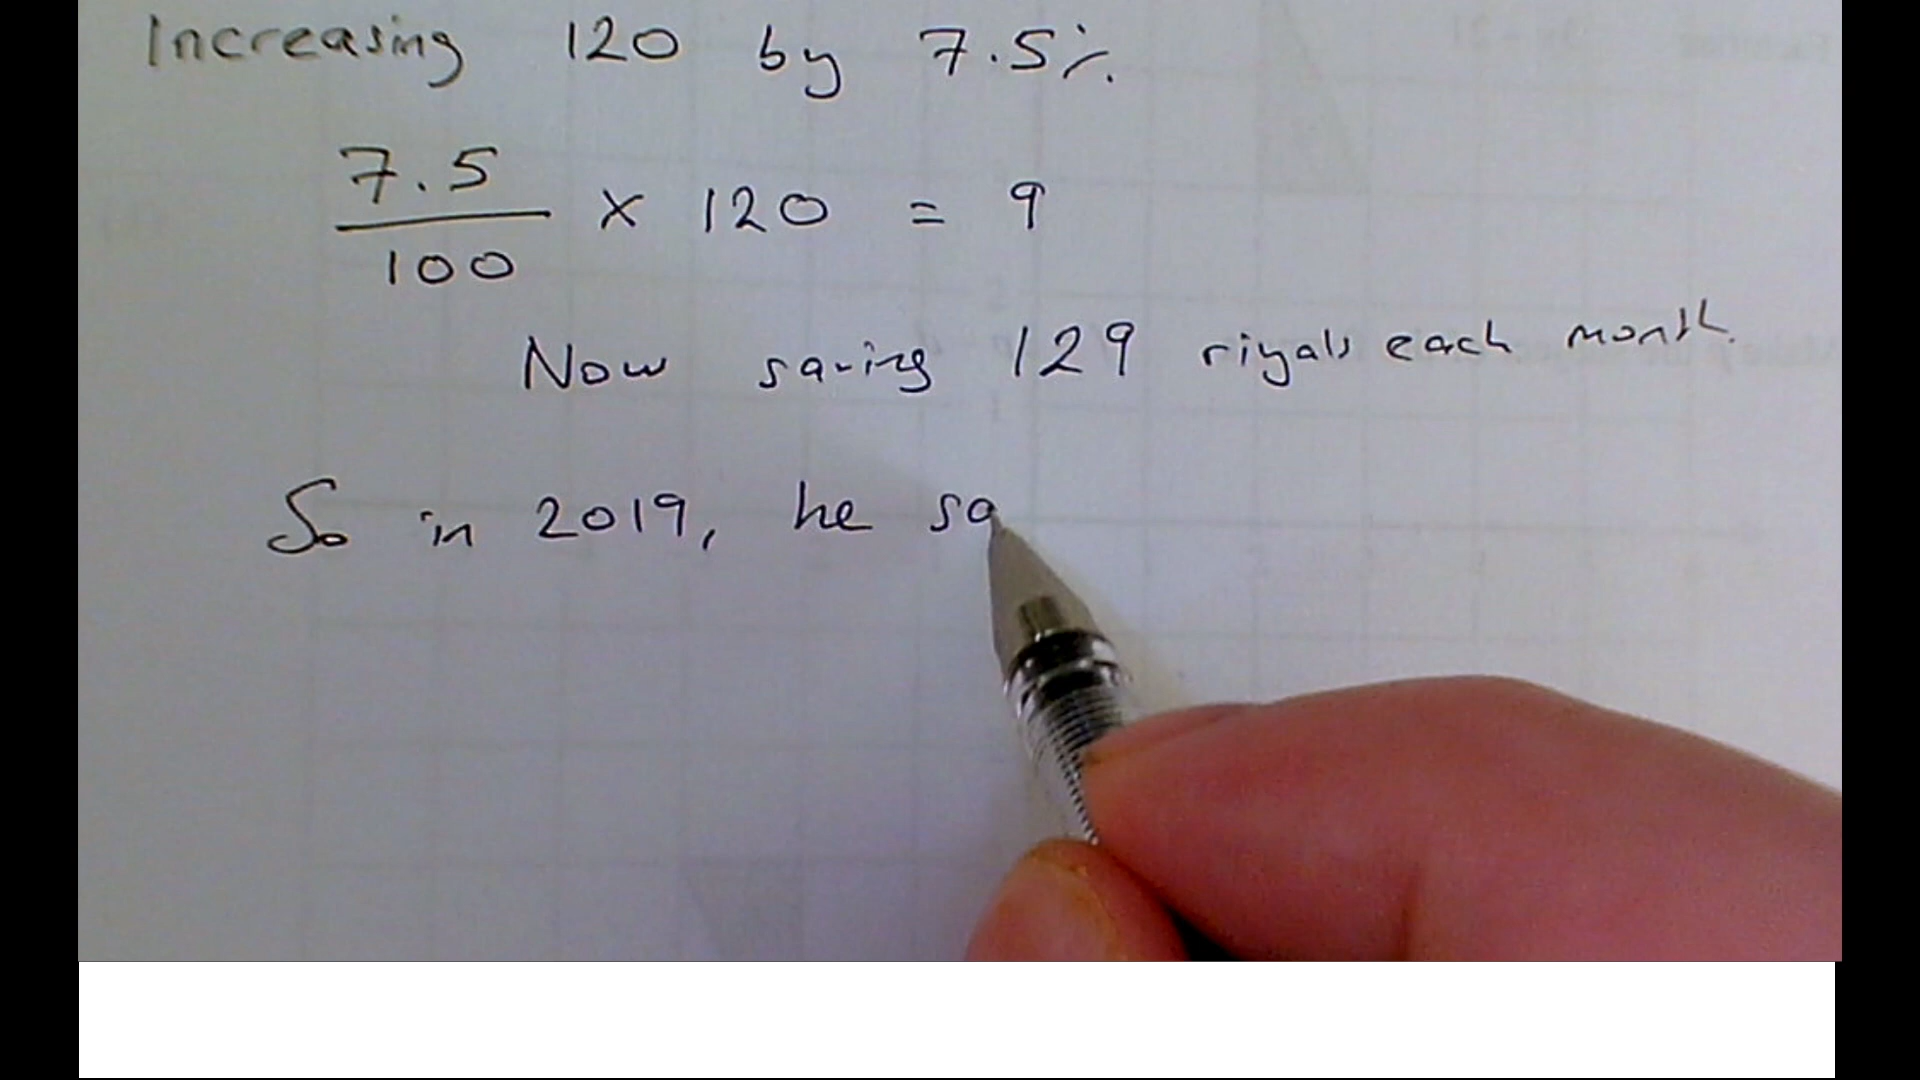 Increasing 120 by 7.5%
7.5
100
× 120 = 9
Now saving 129 riyals each month.
So in 2019, he sa